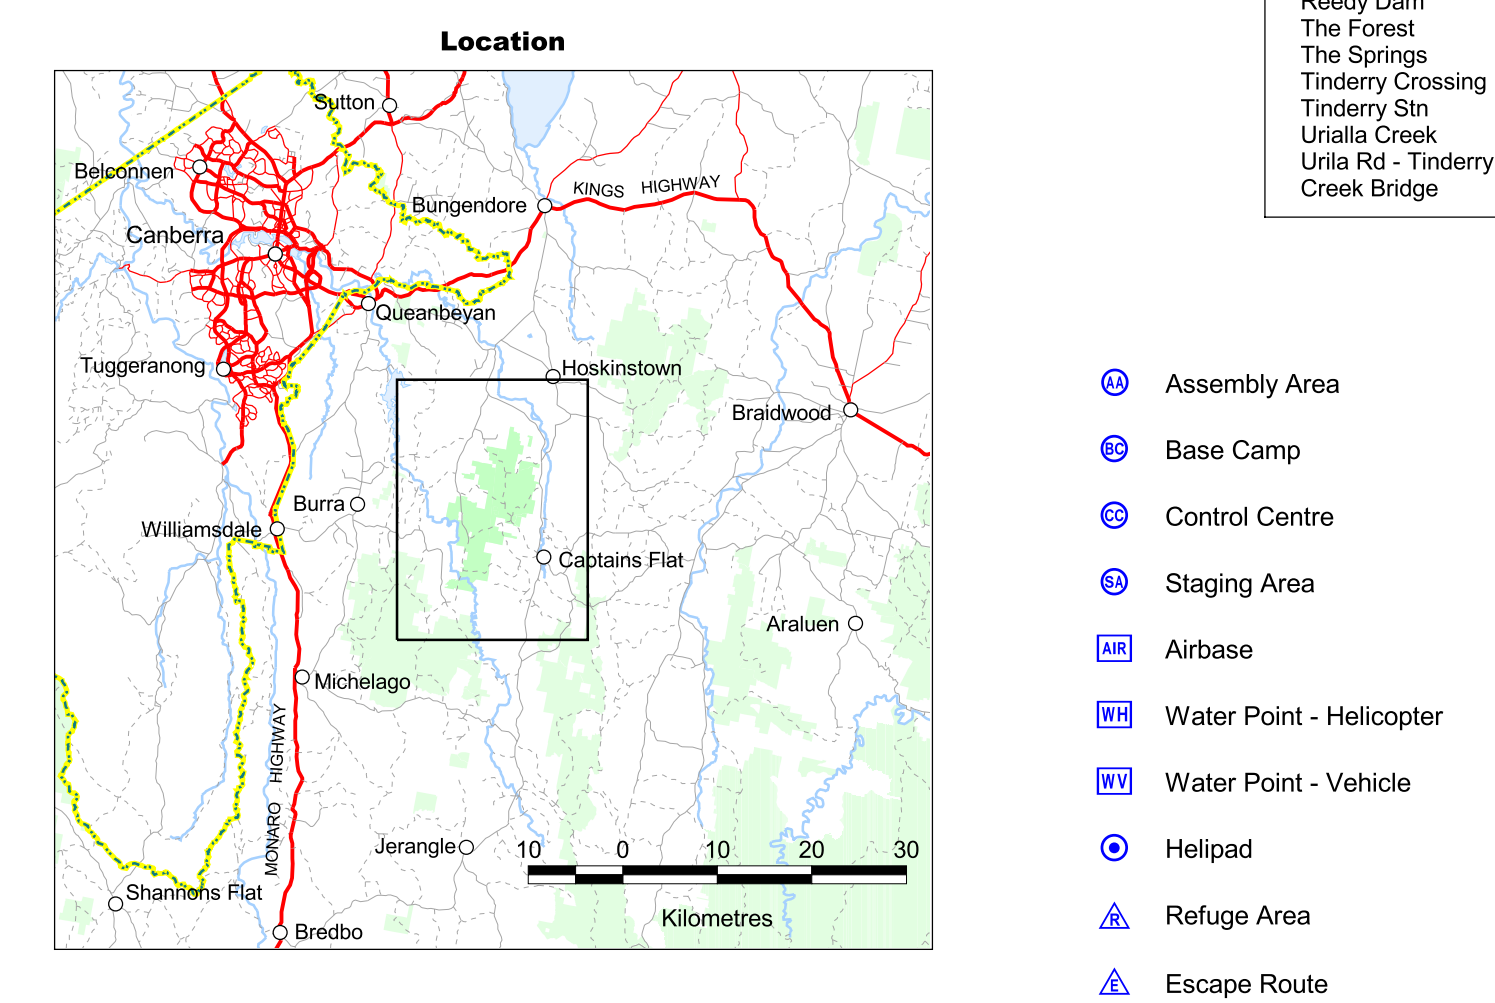 Reedy Dam
The Forest
The Springs
Tinderry Crossing
Tinderry Stn
Urialla Creek
Urila Rd - Tinderry
Creek Bridge
Location
Sutton
Belconnen
KINGS HIGHWAY
Bungendore
Canberra
Queanbeyan
Tuggeranong
Hoskinstown
Braidwood
Burra
Williamsdale
Captains Flat
Araluen
Michelago
MONARO HIGHWAY
Jerangle
10 0 10 20 30
Kilometres
Shannons Flat
Bredbo
AA Assembly Area
BC Base Camp
CC Control Centre
SA Staging Area
AIR Airbase
WH Water Point - Helicopter
WV Water Point - Vehicle
Helipad
R Refuge Area
E Escape Route